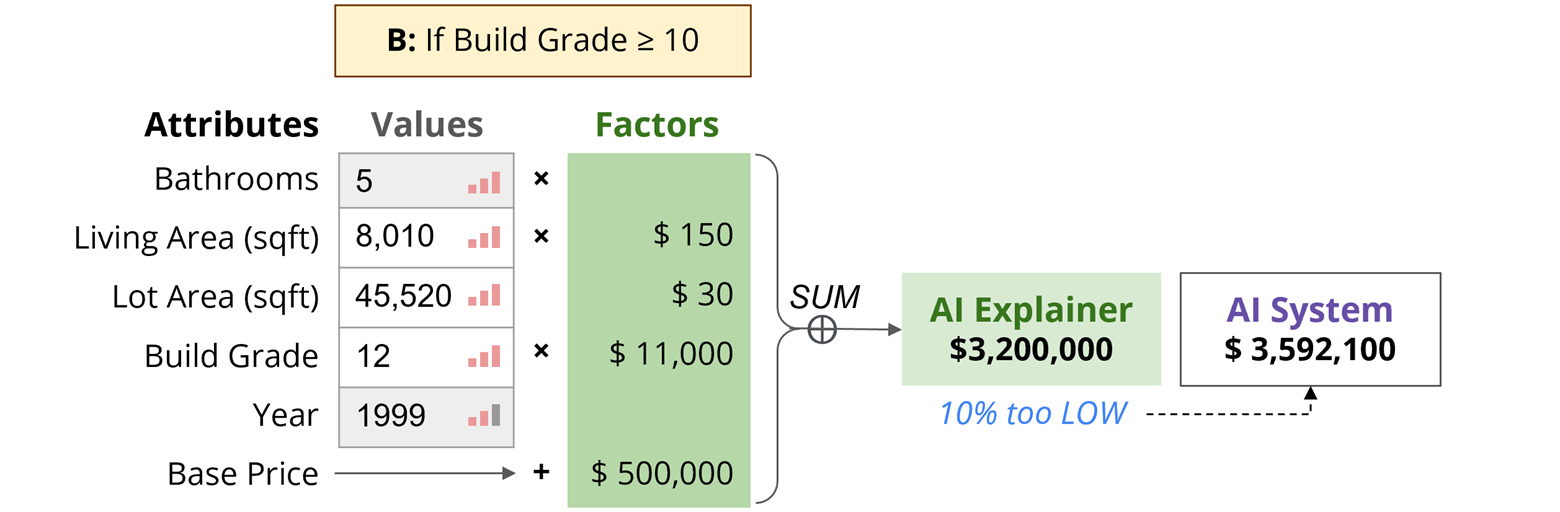 B: If Build Grade ≥ 10
Attributes Values Factors
Bathrooms 5 ×
Living Area (sqft) 8,010 × $ 150
Lot Area (sqft) 45,520 $ 30
Build Grade 12 × $ 11,000
Year 1999
Base Price + $ 500,000
SUM
AI Explainer
$3,200,000
10% too LOW
AI System
$ 3,592,100